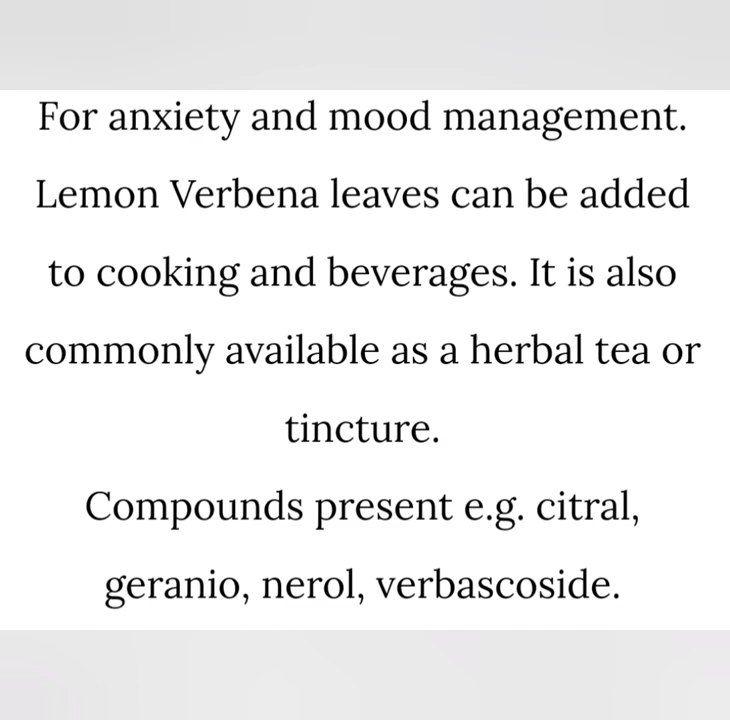 For anxiety and mood management.
Lemon Verbena leaves can be added
to cooking and beverages. It is also
commonly available as a herbal tea or
tincture.
Compounds present e.g. citral,
geranio, nerol, verbascoside.